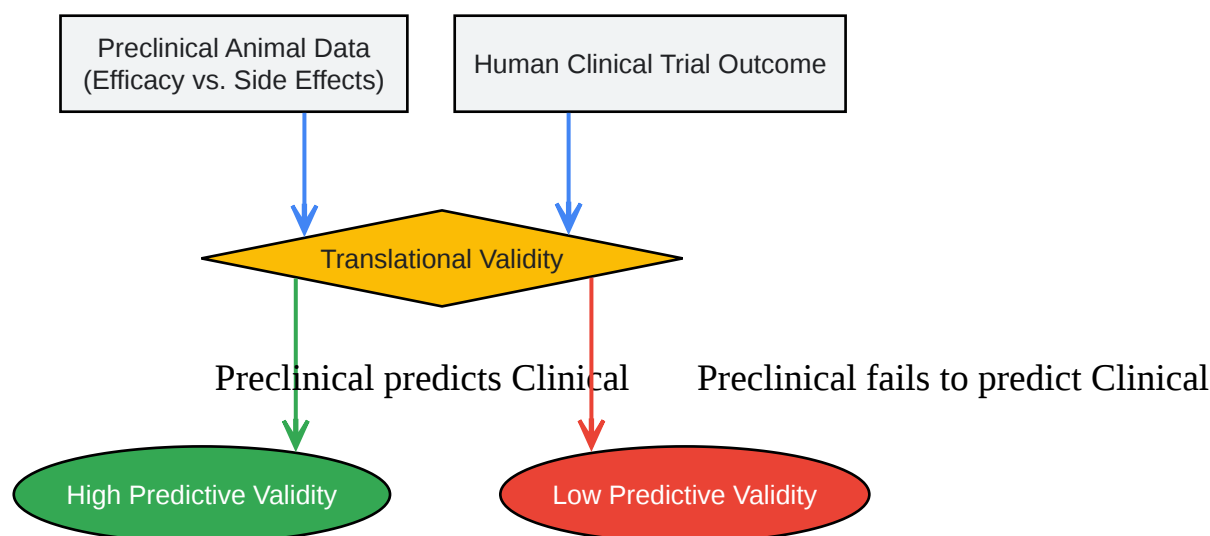 Preclinical Animal Data
(Efficacy vs. Side Effects)
Human Clinical Trial Outcome
Translational Validity
Preclinical predicts Clinical
Preclinical fails to predict Clinical
High Predictive Validity
Low Predictive Validity